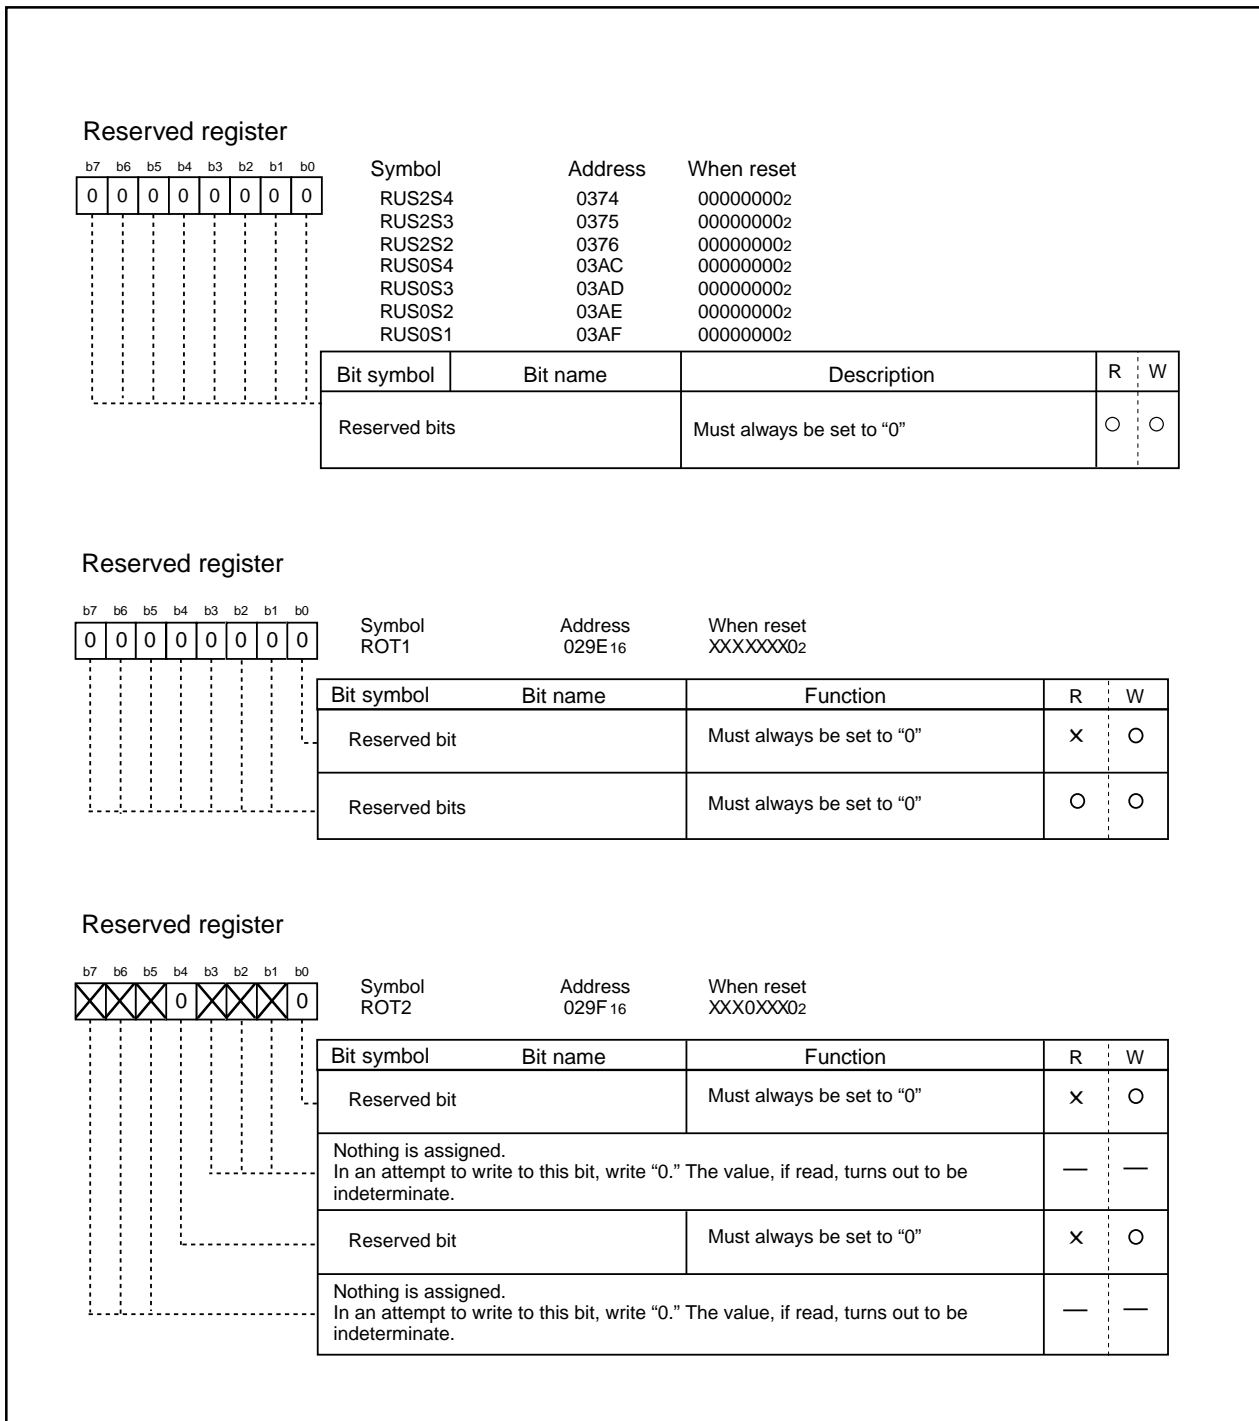 Reserved register
b7 b6 b5 b4 b3 b2 b1 b0
0 0 0 0 0 0 0 0
Symbol Address When reset
RUS2S4 0374 000000002
RUS2S3 0375 000000002
RUS2S2 0376 000000002
RUS0S4 03AC 000000002
RUS0S3 03AD 000000002
RUS0S2 03AE 000000002
RUS0S1 03AF 000000002
Bit symbol Bit name Description R W
Reserved bits Must always be set to “0” O O
Reserved register
b7 b6 b5 b4 b3 b2 b1 b0
0 0 0 0 0 0 0 0
Symbol Address When reset
ROT1 029E16 XXXXXXX02
Bit symbol Bit name Function R W
Reserved bit Must always be set to “0” X O
Reserved bits Must always be set to “0” O O
Reserved register
b7 b6 b5 b4 b3 b2 b1 b0
X X X 0 X X X 0
Symbol Address When reset
ROT2 029F16 XXX0XXX02
Bit symbol Bit name Function R W
Reserved bit Must always be set to “0” X O
Nothing is assigned.
In an attempt to write to this bit, write “0.” The value, if read, turns out to be — —
indeterminate.
Reserved bit Must always be set to “0” X O
Nothing is assigned.
In an attempt to write to this bit, write “0.” The value, if read, turns out to be — —
indeterminate.